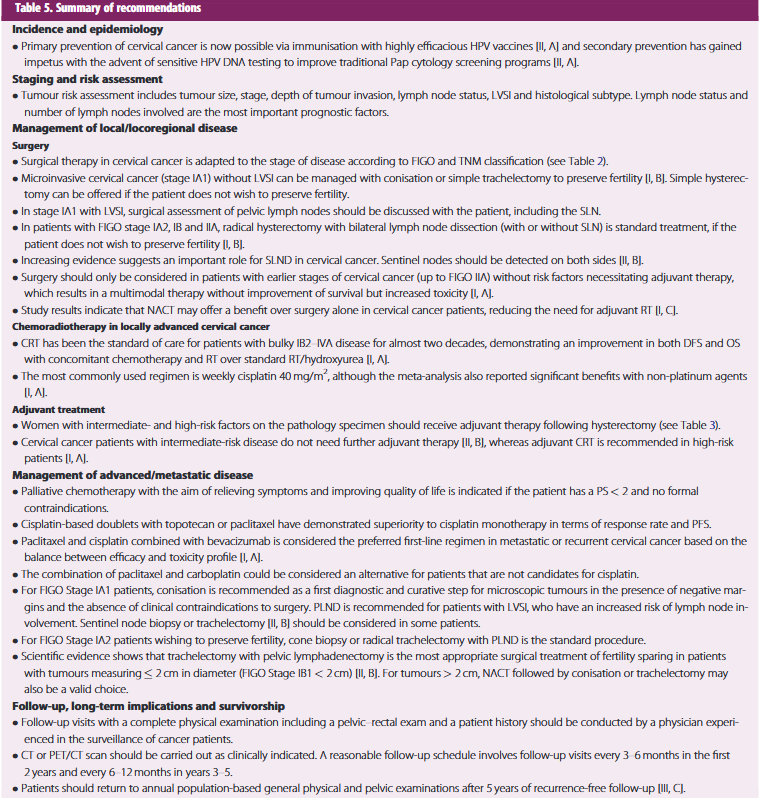 Table 5. Summary of recommendations
Incidence and epidemiology
• Primary prevention of cervical cancer is now possible via immunisation with highly efficacious HPV vaccines [II, A] and secondary prevention has gained
impetus with the advent of sensitive HPV DNA testing to improve traditional Pap cytology screening programs [II, A].
Staging and risk assessment
• Tumour risk assessment includes tumour size, stage, depth of tumour invasion, lymph node status, LVSI and histological subtype. Lymph node status and
number of lymph nodes involved are the most important prognostic factors.
Management of local/locoregional disease
Surgery
• Surgical therapy in cervical cancer is adapted to the stage of disease according to FIGO and TNM classification (see Table 2).
• Microinvasive cervical cancer (stage IA1) without LVSI can be managed with conisation or simple trachelectomy to preserve fertility [I, B]. Simple hysterec-
tomy can be offered if the patient does not wish to preserve fertility.
• In stage IA1 with LVSI, surgical assessment of pelvic lymph nodes should be discussed with the patient, including the SLN.
• In patients with FIGO stage IA2, IB and IIA, radical hysterectomy with bilateral lymph node dissection (with or without SLN) is standard treatment, if the
patient does not wish to preserve fertility [I, B].
• Increasing evidence suggests an important role for SLND in cervical cancer. Sentinel nodes should be detected on both sides [II, B].
• Surgery should only be considered in patients with earlier stages of cervical cancer (up to FIGO IIA) without risk factors necessitating adjuvant therapy,
which results in a multimodal therapy without improvement of survival but increased toxicity [I, A].
• Study results indicate that NACT may offer a benefit over surgery alone in cervical cancer patients, reducing the need for adjuvant RT [I, C].
Chemoradiotherapy in locally advanced cervical cancer
• CRT has been the standard of care for patients with bulky IB2–IVA disease for almost two decades, demonstrating an improvement in both DFS and OS
with concomitant chemotherapy and RT over standard RT/hydroxyurea [I, A].
• The most commonly used regimen is weekly cisplatin 40 mg/m², although the meta-analysis also reported significant benefits with non-platinum agents
[I, A].
Adjuvant treatment
• Women with intermediate- and high-risk factors on the pathology specimen should receive adjuvant therapy following hysterectomy (see Table 3).
• Cervical cancer patients with intermediate-risk disease do not need further adjuvant therapy [II, B], whereas adjuvant CRT is recommended in high-risk
patients [I, A].
Management of advanced/metastatic disease
• Palliative chemotherapy with the aim of relieving symptoms and improving quality of life is indicated if the patient has a PS < 2 and no formal
contraindications.
• Cisplatin-based doublets with topotecan or paclitaxel have demonstrated superiority to cisplatin monotherapy in terms of response rate and PFS.
• Paclitaxel and cisplatin combined with bevacizumab is considered the preferred first-line regimen in metastatic or recurrent cervical cancer based on the
balance between efficacy and toxicity profile [I, A].
• The combination of paclitaxel and carboplatin could be considered an alternative for patients that are not candidates for cisplatin.
• For FIGO Stage IA1 patients, conisation is recommended as a first diagnostic and curative step for microscopic tumours in the presence of negative mar-
gins and the absence of clinical contraindications to surgery. PLND is recommended for patients with LVSI, who have an increased risk of lymph node in-
volvement. Sentinel node biopsy or trachelectomy [II, B] should be considered in some patients.
• For FIGO Stage IA2 patients wishing to preserve fertility, cone biopsy or radical trachelectomy with PLND is the standard procedure.
• Scientific evidence shows that trachelectomy with pelvic lymphadenectomy is the most appropriate surgical treatment of fertility sparing in patients
with tumours measuring ≤ 2 cm in diameter (FIGO Stage IB1 < 2 cm) [II, B]. For tumours > 2 cm, NACT followed by conisation or trachelectomy may
also be a valid choice.
Follow-up, long-term implications and survivorship
• Follow-up visits with a complete physical examination including a pelvic–rectal exam and a patient history should be conducted by a physician experi-
enced in the surveillance of cancer patients.
• CT or PET/CT scan should be carried out as clinically indicated. A reasonable follow-up schedule involves follow-up visits every 3–6 months in the first
2 years and every 6–12 months in years 3–5.
• Patients should return to annual population-based general physical and pelvic examinations after 5 years of recurrence-free follow-up [III, C].